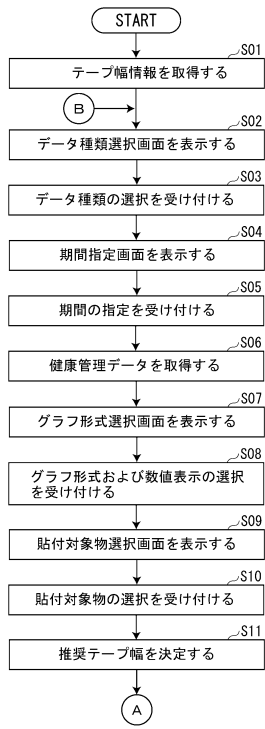 START
S01
テープ幅情報を取得する
B
S02
データ種類選択画面を表示する
S03
データ種類の選択を受け付ける
S04
期間指定画面を表示する
S05
期間の指定を受け付ける
S06
健康管理データを取得する
S07
グラフ形式選択画面を表示する
S08
グラフ形式および数値表示の選択
を受け付ける
S09
貼付対象物選択画面を表示する
S10
貼付対象物の選択を受け付ける
S11
推奨テープ幅を決定する
A